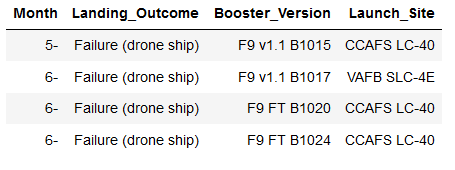 Month Landing_Outcome Booster_Version Launch_Site
5- Failure (drone ship) F9 v1.1 B1015 CCAFS LC-40
6- Failure (drone ship) F9 v1.1 B1017 VAFB SLC-4E
6- Failure (drone ship) F9 FT B1020 CCAFS LC-40
6- Failure (drone ship) F9 FT B1024 CCAFS LC-40